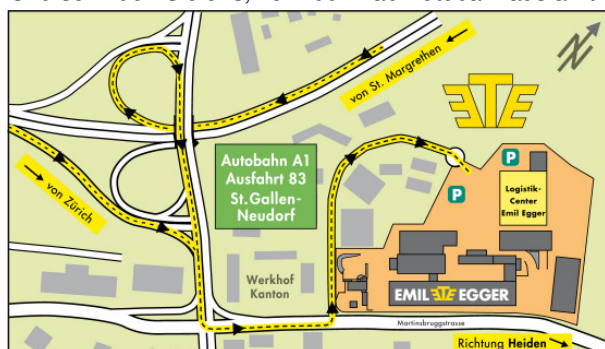 von St. Margrethen
Autobahn A1
Ausfahrt 83
St.Gallen-
Neudorf
von Zürich
P
P
Logistik-
Center
Emil Egger
Werkhof
Kanton
EMIL EGGER
Martinsbruggstrasse
Richtung Heiden
N